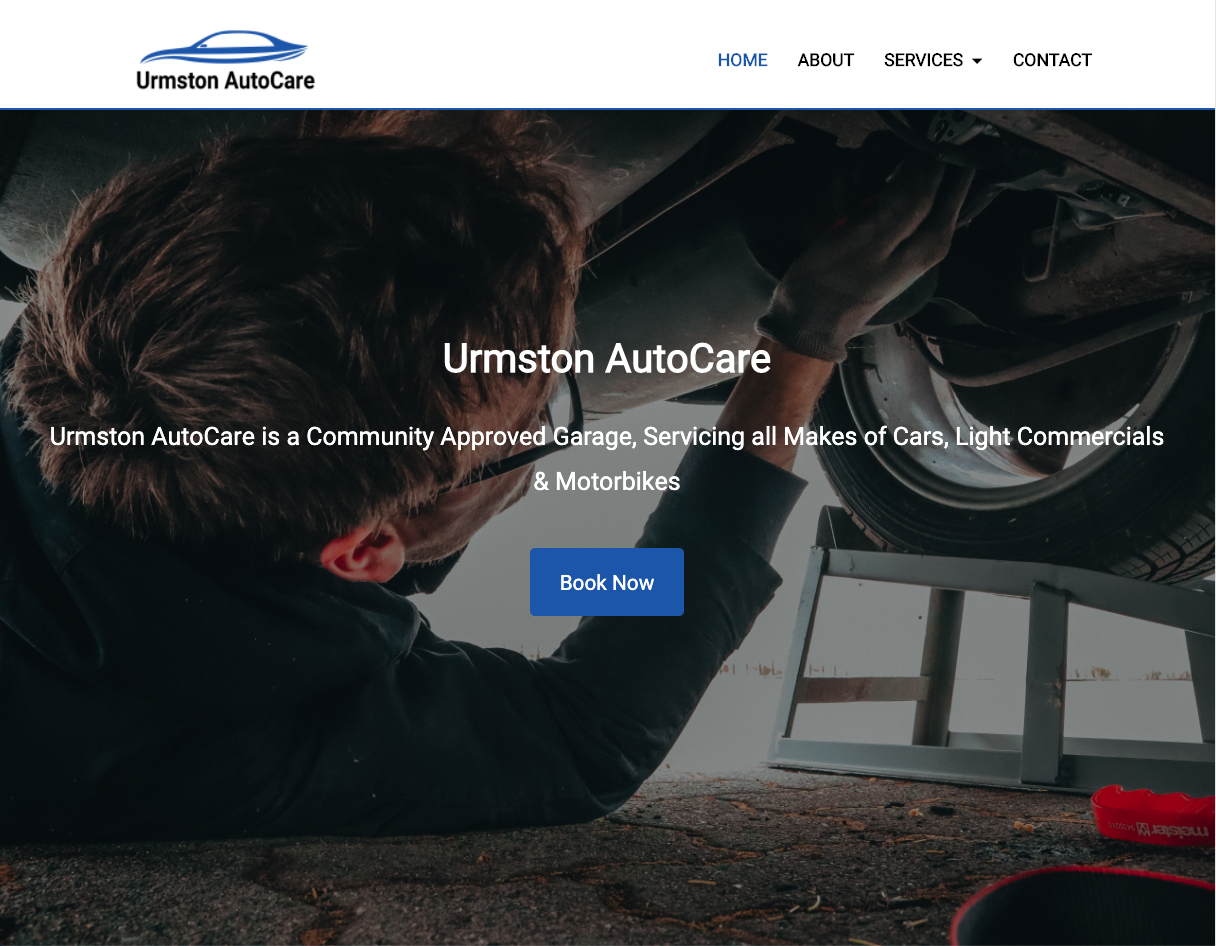 Urmston AutoCare
HOME ABOUT SERVICES CONTACT
Urmston AutoCare
Urmston AutoCare is a Community Approved Garage, Servicing all Makes of Cars, Light Commercials
& Motorbikes
Book Now
meister